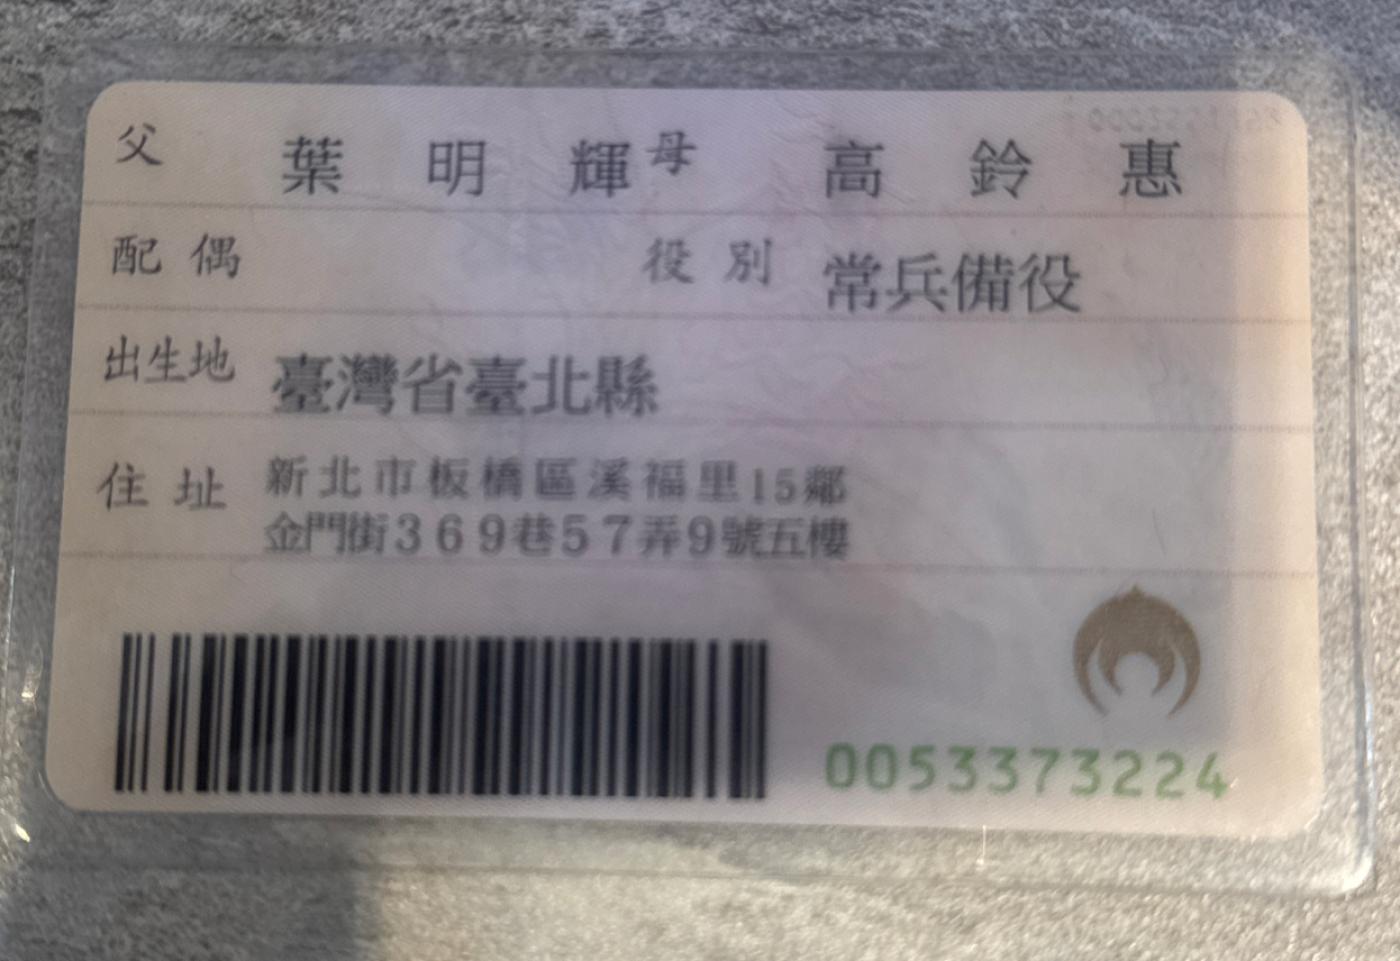 父 葉明輝 母 高鈴惠
配偶 役別 常兵備役
出生地 臺灣省臺北縣
住址 新北市板橋區溪福里15鄰
金門街369巷57弄9號五樓
0053373224